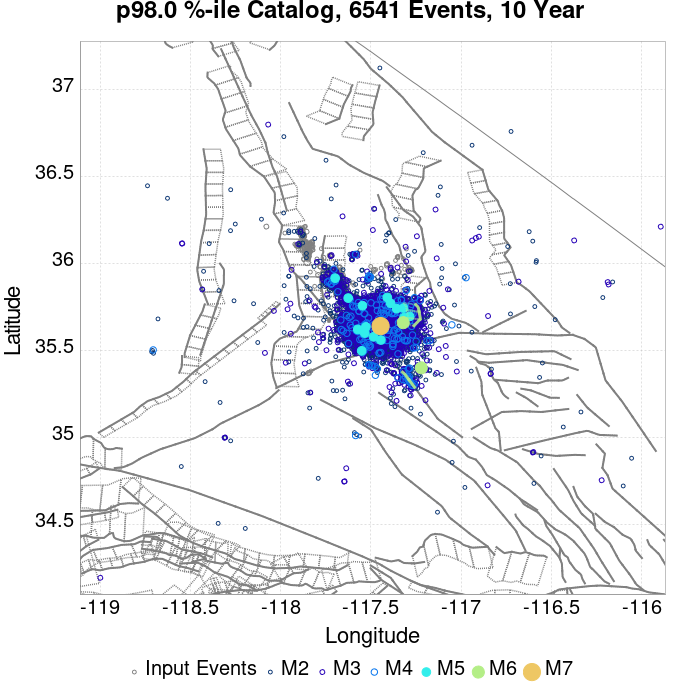 p98.0 %-ile Catalog, 6541 Events, 10 Year
37
36.5
36
35.5
35
34.5
Latitude
-119 -118.5 -118 -117.5 -117 -116.5 -116
Longitude
Input Events M2 M3 M4 M5 M6 M7